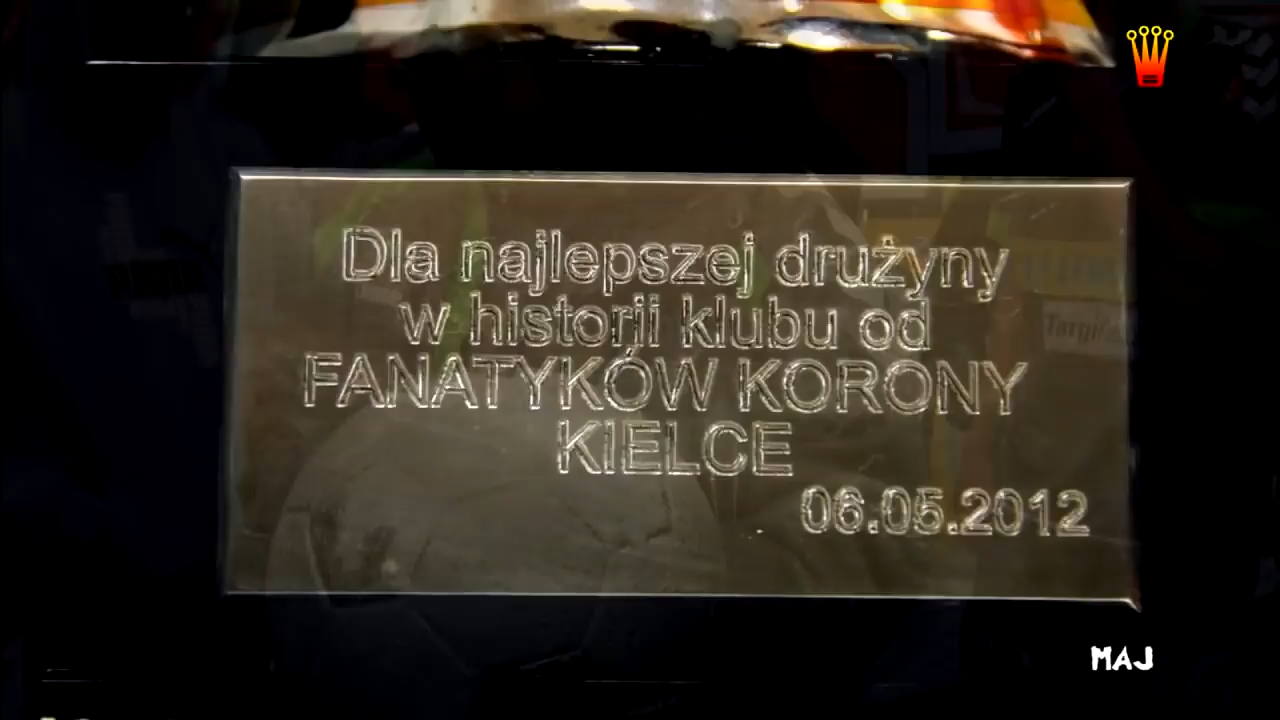 Dla najlepszej drużyny
w historii klubu od
FANATYKÓW KORONY
KIELCE
06.05.2012
MAJ